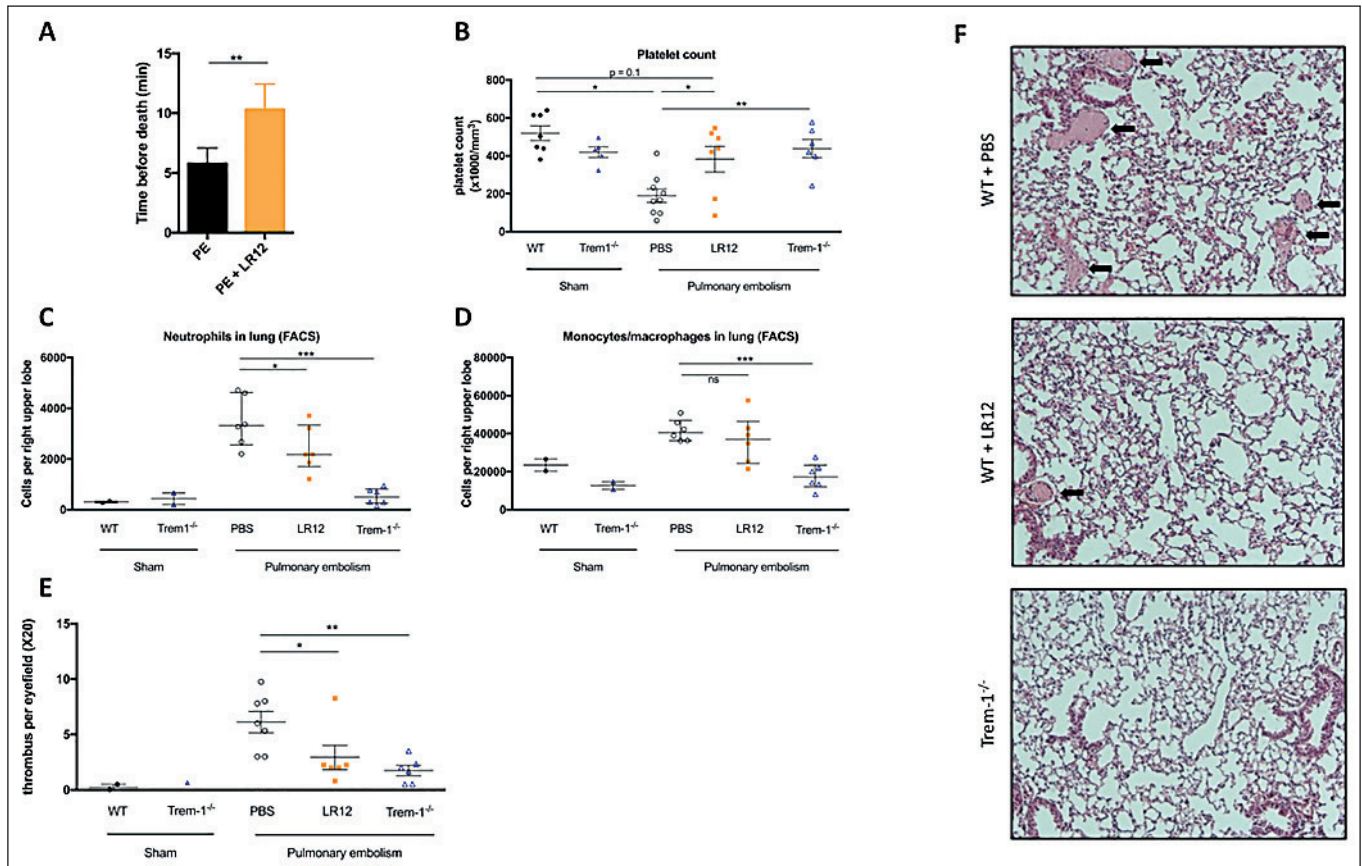 A
Time before death (min)
15
10
5
0
**
PE
PE + LR12
B
Platelet count
platelet count
(x1000/mm³)
800
600
400
200
0
p = 0.1
*
*
**
WT
Trem1⁻/⁻
PBS
LR12
Trem-1⁻/⁻
Sham
Pulmonary embolism
C
Neutrophils in lung (FACS)
Cells per right upper lobe
6000
4000
2000
0
***
*
WT
Trem1⁻/⁻
PBS
LR12
Trem-1⁻/⁻
Sham
Pulmonary embolism
D
Monocytes/macrophages in lung (FACS)
Cells per right upper lobe
80000
60000
40000
20000
0
***
ns
WT
Trem1⁻/⁻
PBS
LR12
Trem-1⁻/⁻
Sham
Pulmonary embolism
E
thrombus per eyefield (X20)
15
10
5
0
**
*
WT
Trem-1⁻/⁻
PBS
LR12
Trem-1⁻/⁻
Sham
Pulmonary embolism
F
WT + PBS
WT + LR12
Trem-1⁻/⁻